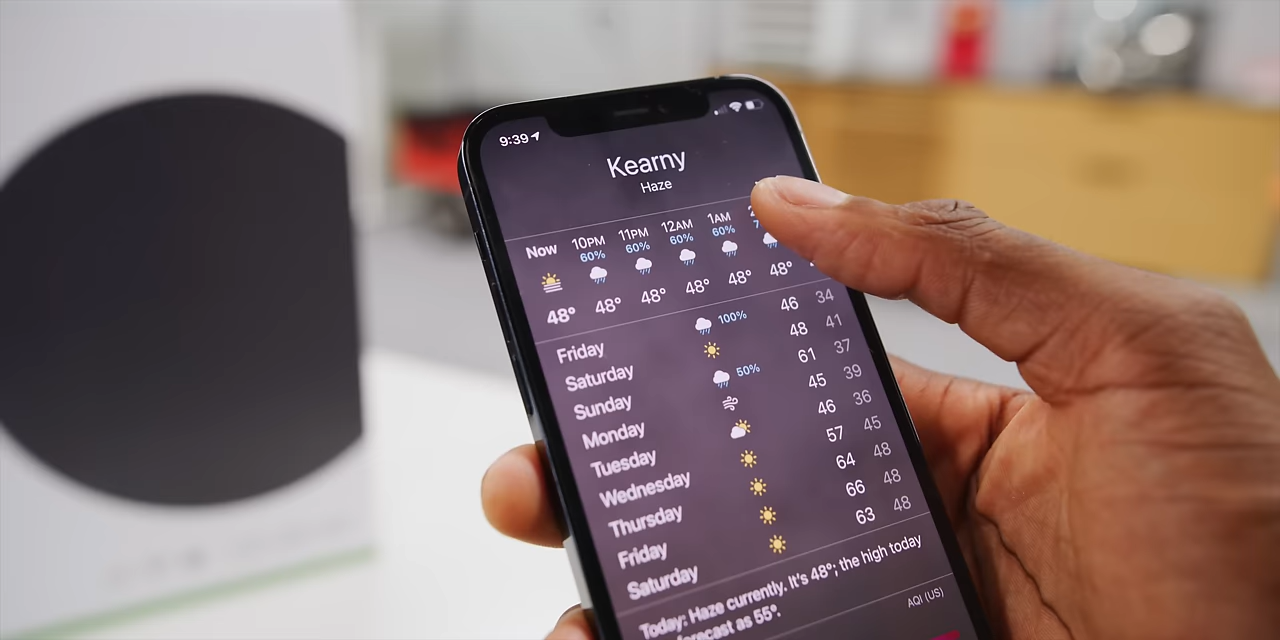 9:39
Kearny
Haze
Now 10PM 11PM 12AM 1AM
60% 60% 60% 60%
48° 48° 48° 48° 48° 48°
Friday 100% 46 34
Saturday 48 41
Sunday 50% 61 37
Monday 45 39
Tuesday 46 36
Wednesday 57 45
Thursday 64 48
Friday 66 48
Saturday 63 48
Today: Haze currently. It's 48°; the high today
forecast as 55°.
AQI (US)